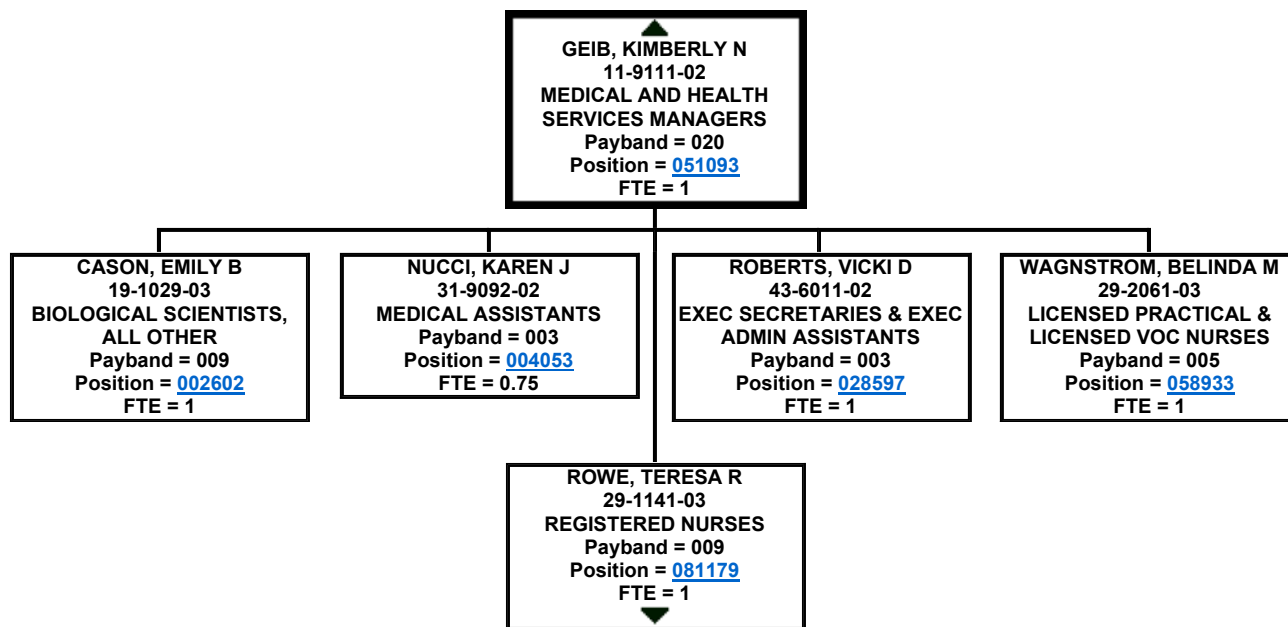 GEIB, KIMBERLY N
11-9111-02
MEDICAL AND HEALTH
SERVICES MANAGERS
Payband = 020
Position = 051093
FTE = 1
CASON, EMILY B
19-1029-03
BIOLOGICAL SCIENTISTS,
ALL OTHER
Payband = 009
Position = 002602
FTE = 1
NUCCI, KAREN J
31-9092-02
MEDICAL ASSISTANTS
Payband = 003
Position = 004053
FTE = 0.75
ROBERTS, VICKI D
43-6011-02
EXEC SECRETARIES & EXEC
ADMIN ASSISTANTS
Payband = 003
Position = 028597
FTE = 1
WAGNSTROM, BELINDA M
29-2061-03
LICENSED PRACTICAL &
LICENSED VOC NURSES
Payband = 005
Position = 058933
FTE = 1
ROWE, TERESA R
29-1141-03
REGISTERED NURSES
Payband = 009
Position = 081179
FTE = 1